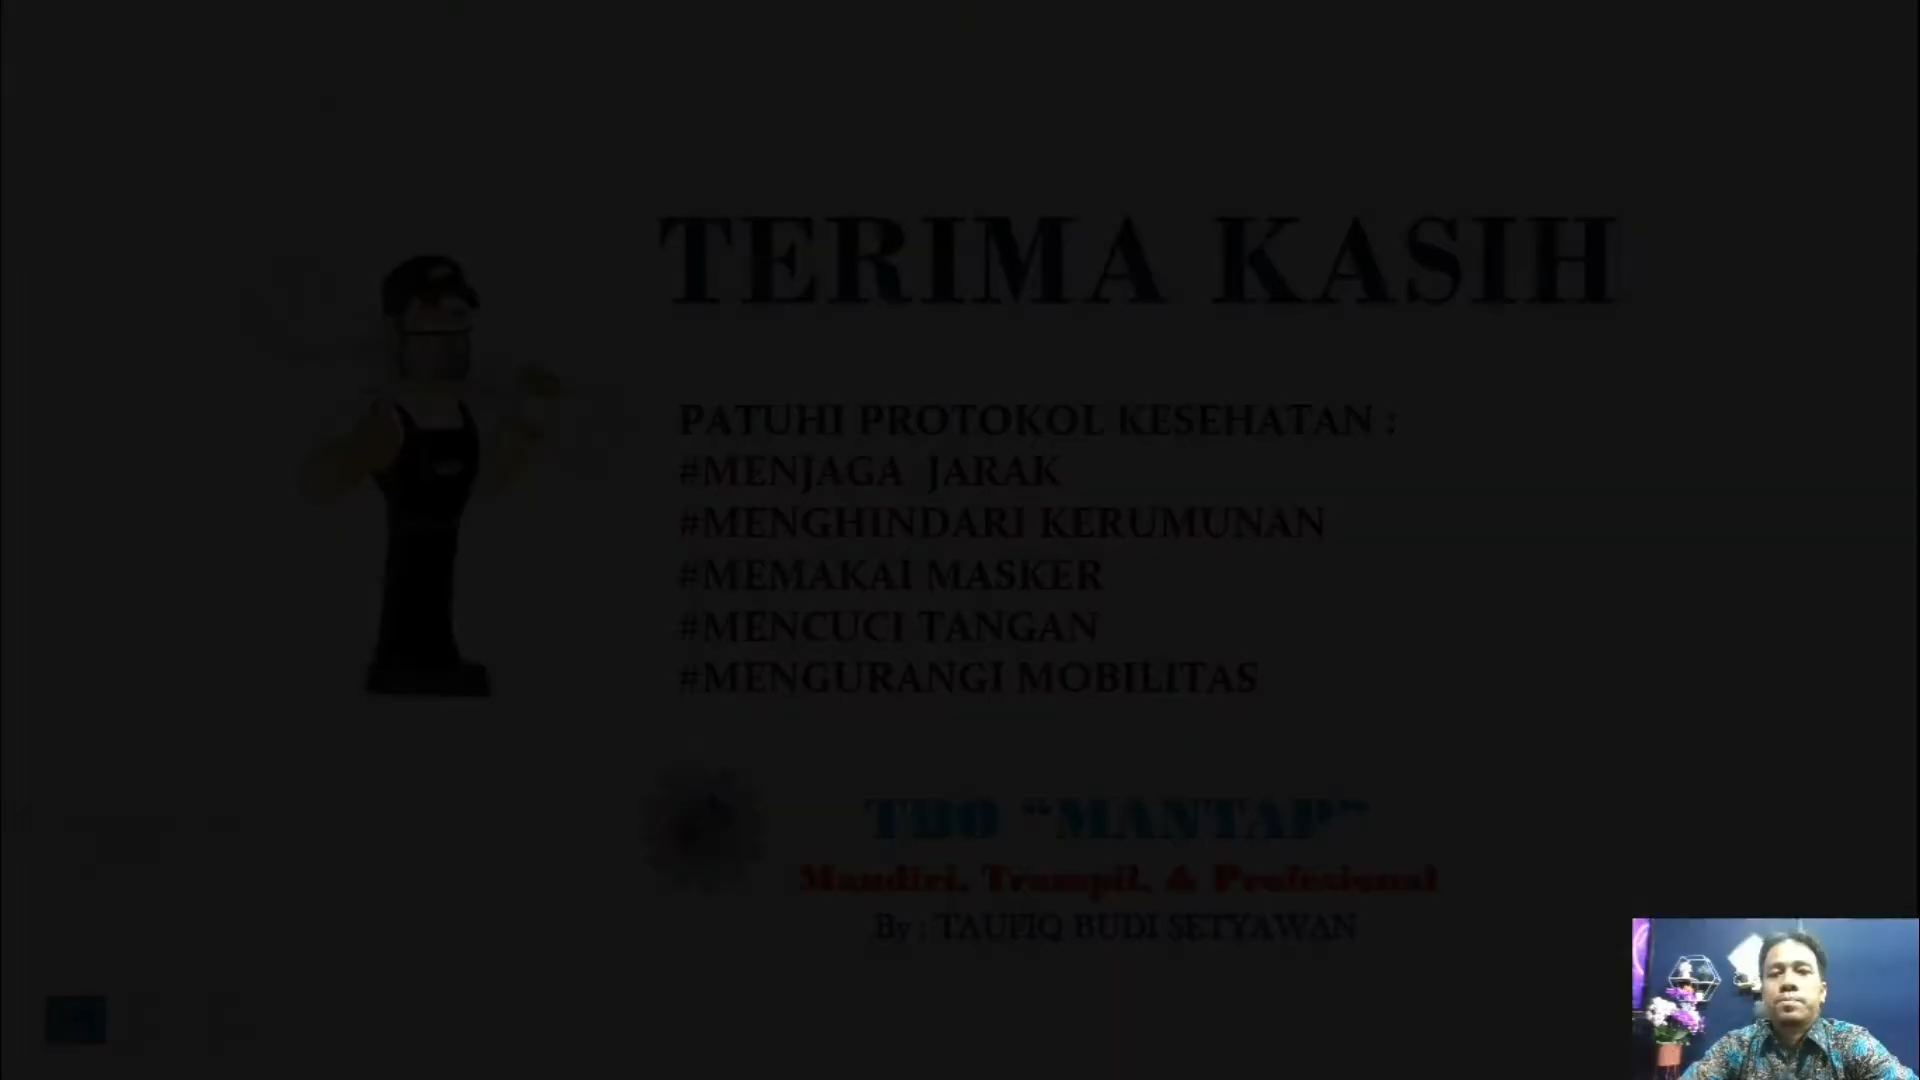 TERIMA KASIH
PATUHI PROTOKOL KESEHATAN :
#MENJAGA JARAK
#MENGHINDARI KERUMUNAN
#MEMAKAI MASKER
#MENCUCI TANGAN
#MENGURANGI MOBILITAS
TBO “MANTAP”
Mandiri, Trampil, & Profesional
By : TAUFIQ BUDI SETYAWAN